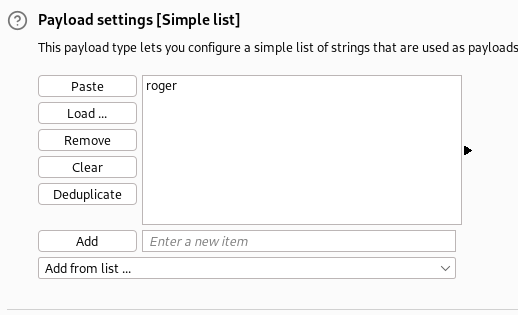 Payload settings [Simple list]
This payload type lets you configure a simple list of strings that are used as payloads
Paste
roger
Load ...
Remove
Clear
Deduplicate
Add
Enter a new item
Add from list ...